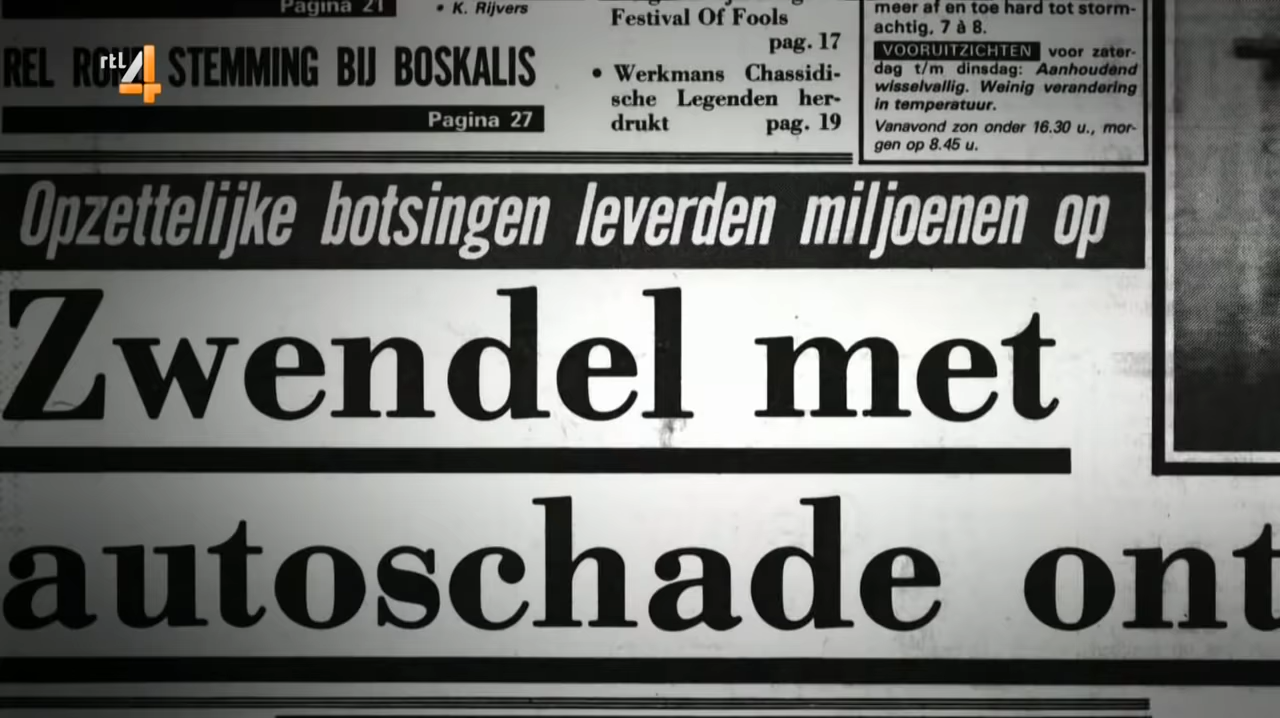 Pagina 21
• K. Rijvers
REL STEMMING BIJ BOSKALIS
Pagina 27
Festival Of Fools
pag. 17
• Werkmans Chassidi-
sche Legenden her-
drukt pag. 19
meer af en toe hard tot storm-
achtig, 7 à 8.
VOORUITZICHTEN voor zater-
dag t/m dinsdag: Aanhoudend
wisselvallig. Weinig verandering
in temperatuur.
Vanavond zon onder 16.30 u., mor-
gen op 8.45 u.
rtl 4
Opzettelijke botsingen leverden miljoenen op
Zwendel met
autoschade ont